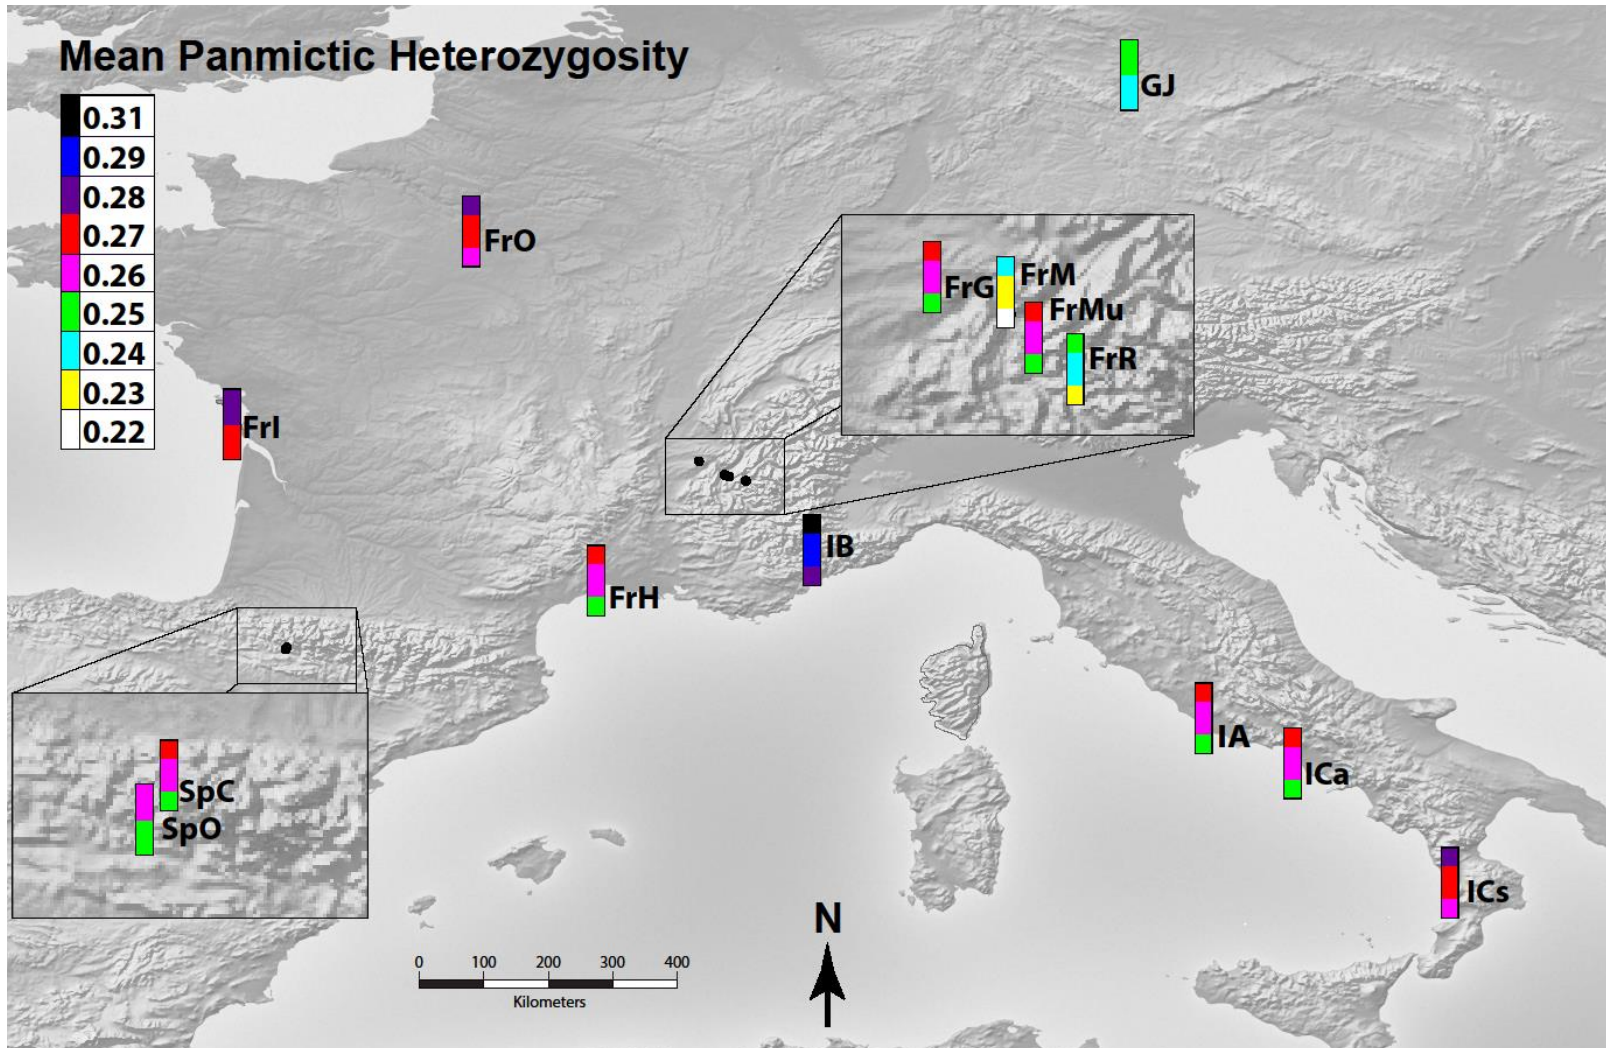 Mean Panmictic Heterozygosity
0.31
0.29
0.28
0.27
0.26
0.25
0.24
0.23
0.22
GJ
FrO
FrG
FrM
FrMu
FrR
FrI
IB
FrH
IA
ICa
SpC
SpO
ICs
N
0 100 200 300 400
Kilometers